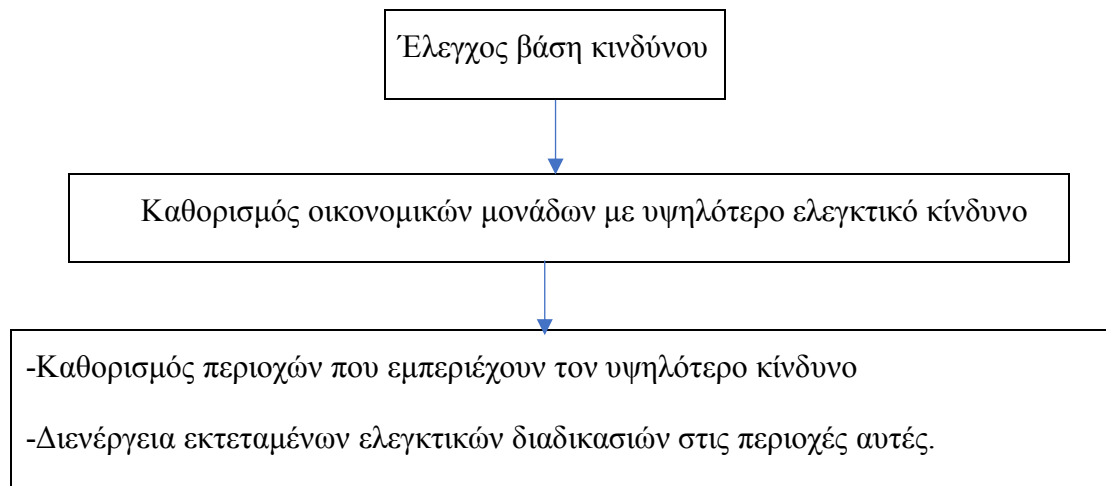 Έλεγχος βάση κινδύνου
Καθορισμός οικονομικών μονάδων με υψηλότερο ελεγκτικό κίνδυνο
-Καθορισμός περιοχών που εμπεριέχουν τον υψηλότερο κίνδυνο
-Διενέργεια εκτεταμένων ελεγκτικών διαδικασιών στις περιοχές αυτές.